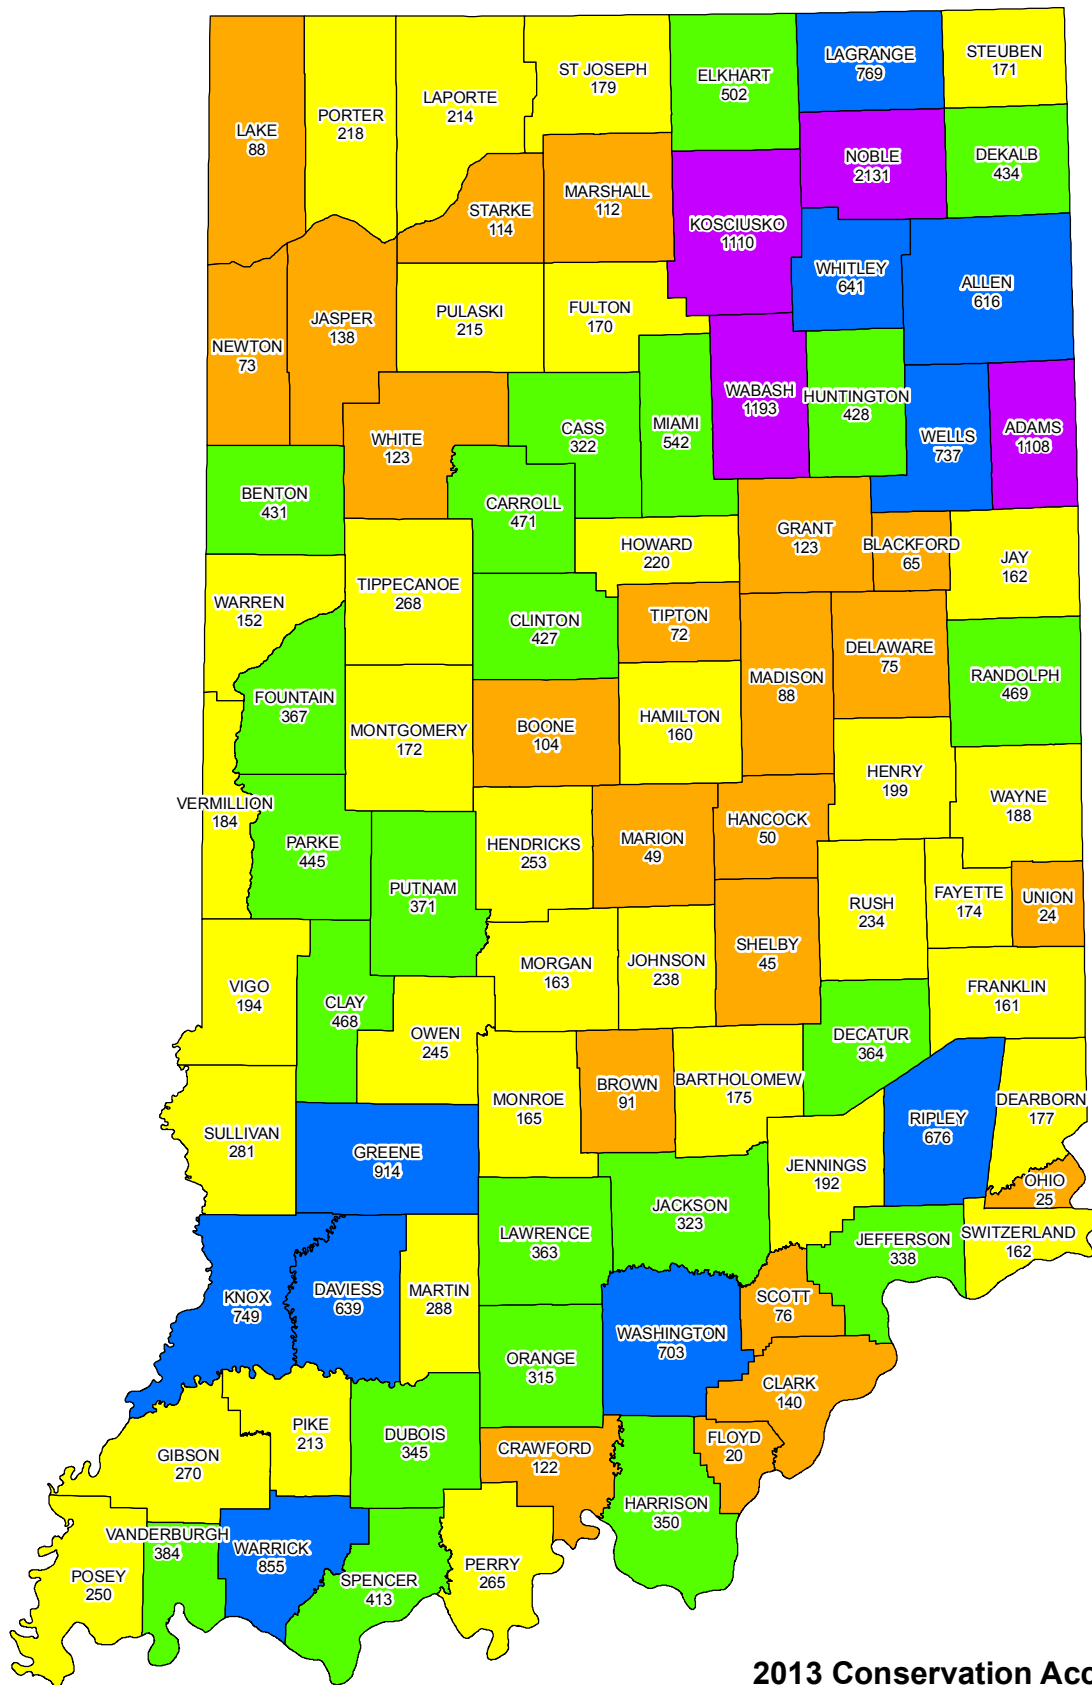 LAGRANGE
769
STEUBEN
171
ST JOSEPH
179
ELKHART
502
LAPORTE
214
PORTER
218
LAKE
88
NOBLE
2131
DEKALB
434
MARSHALL
112
STARKE
114
KOSCIUSKO
1110
WHITLEY
641
ALLEN
616
PULASKI
215
FULTON
170
JASPER
138
NEWTON
73
WABASH
1193
HUNTINGTON
428
MIAMI
542
CASS
322
WHITE
123
WELLS
737
ADAMS
1108
BENTON
431
CARROLL
471
GRANT
123
BLACKFORD
65
HOWARD
220
JAY
162
TIPPECANOE
268
WARREN
152
CLINTON
427
TIPTON
72
DELAWARE
75
MADISON
88
RANDOLPH
469
FOUNTAIN
367
HAMILTON
160
BOONE
104
MONTGOMERY
172
HENRY
199
WAYNE
188
VERMILLION
184
HANCOCK
50
MARION
49
HENDRICKS
253
PARKE
445
PUTNAM
371
FAYETTE
174
UNION
24
RUSH
234
SHELBY
45
JOHNSON
238
MORGAN
163
VIGO
194
CLAY
468
FRANKLIN
161
OWEN
245
DECATUR
364
BARTHOLOMEW
175
BROWN
91
MONROE
165
DEARBORN
177
RIPLEY
676
SULLIVAN
281
GREENE
914
JENNINGS
192
OHIO
25
JACKSON
323
LAWRENCE
363
SWITZERLAND
162
JEFFERSON
338
KNOX
749
DAVIESS
639
MARTIN
288
SCOTT
76
WASHINGTON
703
ORANGE
315
CLARK
140
PIKE
213
DUBOIS
345
FLOYD
20
CRAWFORD
122
GIBSON
270
HARRISON
350
VANDERBURGH
384
WARRICK
855
PERRY
265
SPENCER
413
POSEY
250
2013 Conservation Acc